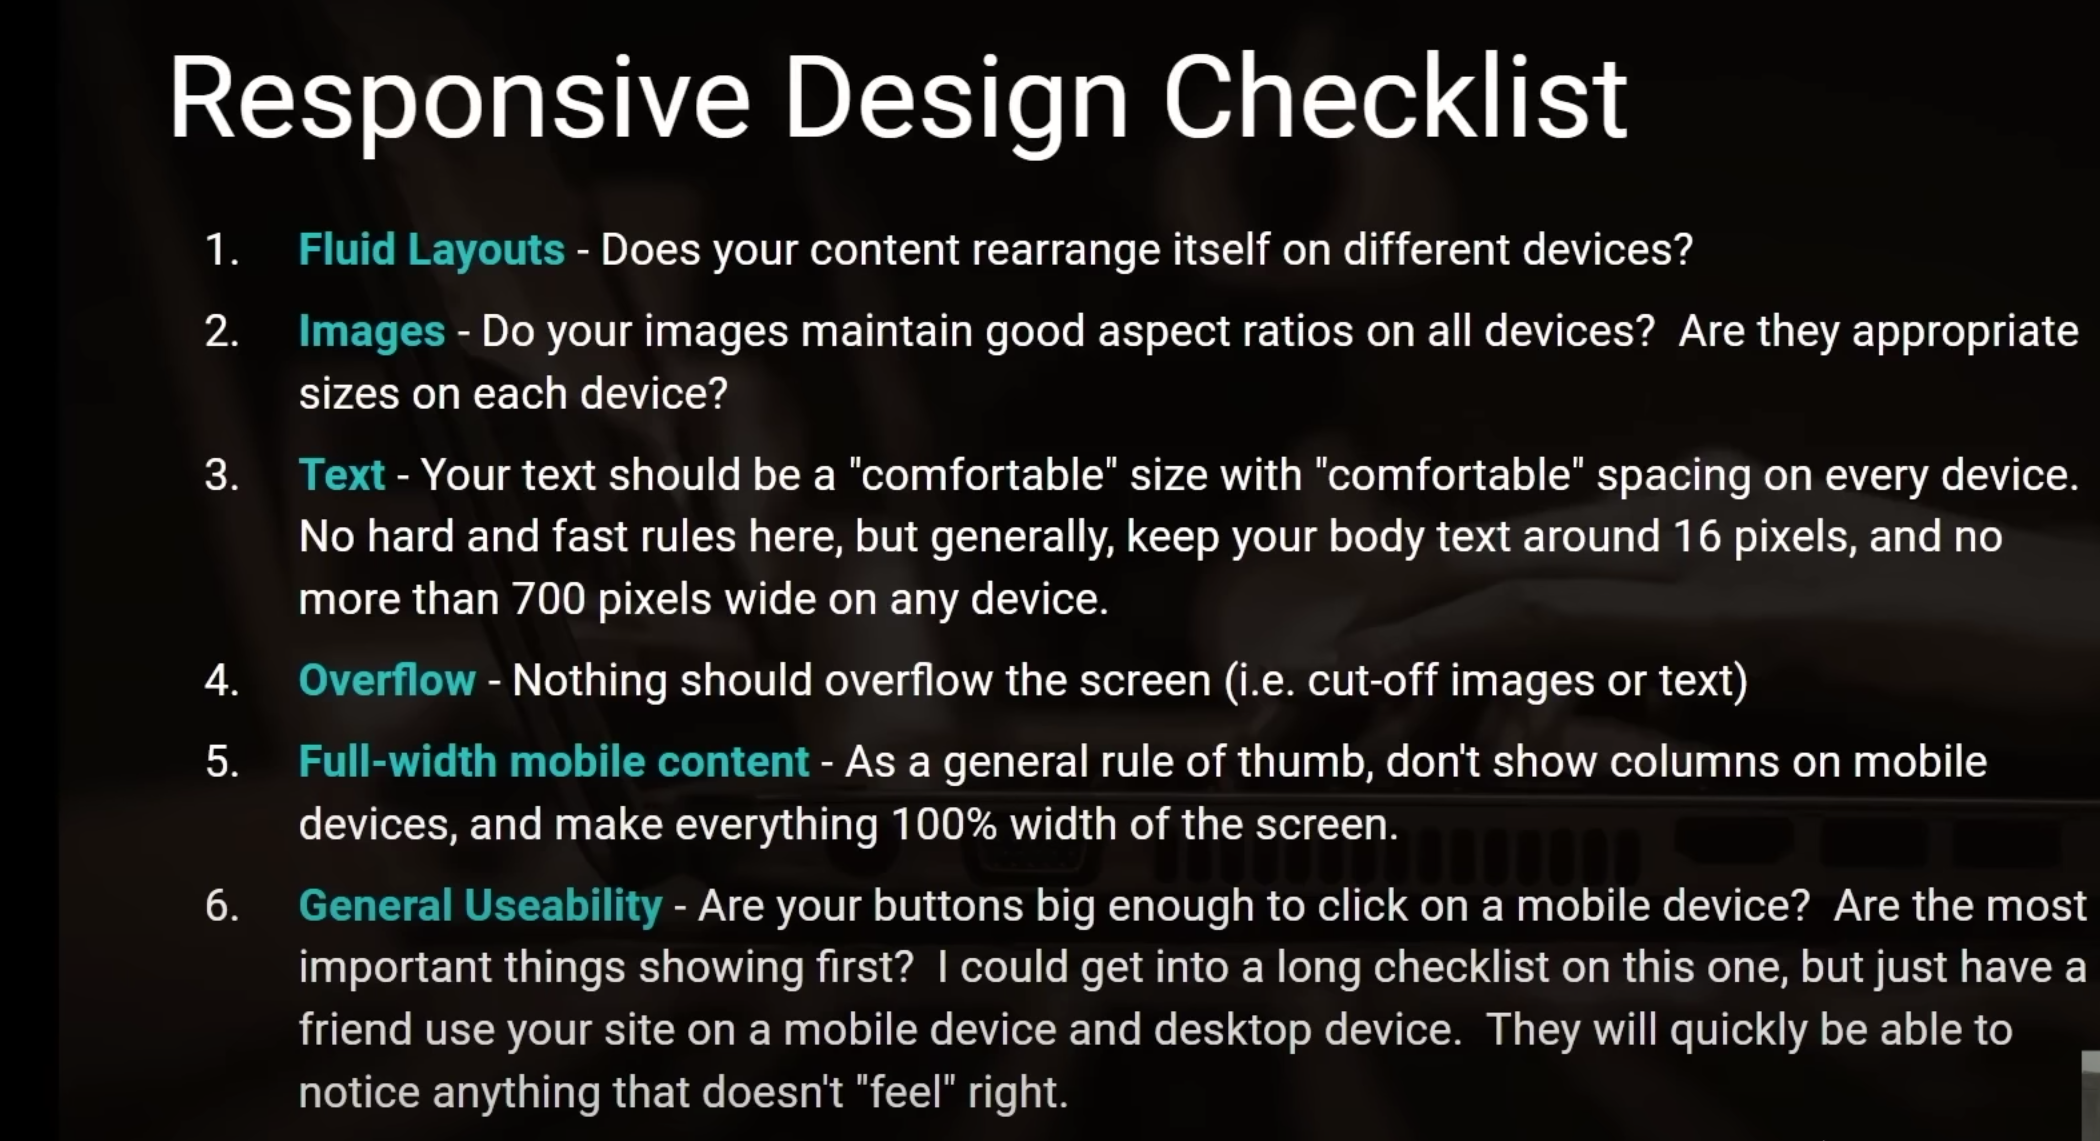 Responsive Design Checklist
1. Fluid Layouts - Does your content rearrange itself on different devices?
2. Images - Do your images maintain good aspect ratios on all devices?  Are they appropriate
sizes on each device?
3. Text - Your text should be a "comfortable" size with "comfortable" spacing on every device.
No hard and fast rules here, but generally, keep your body text around 16 pixels, and no
more than 700 pixels wide on any device.
4. Overflow - Nothing should overflow the screen (i.e. cut-off images or text)
5. Full-width mobile content - As a general rule of thumb, don't show columns on mobile
devices, and make everything 100% width of the screen.
6. General Useability - Are your buttons big enough to click on a mobile device?  Are the most
important things showing first?  I could get into a long checklist on this one, but just have a
friend use your site on a mobile device and desktop device.  They will quickly be able to
notice anything that doesn't "feel" right.